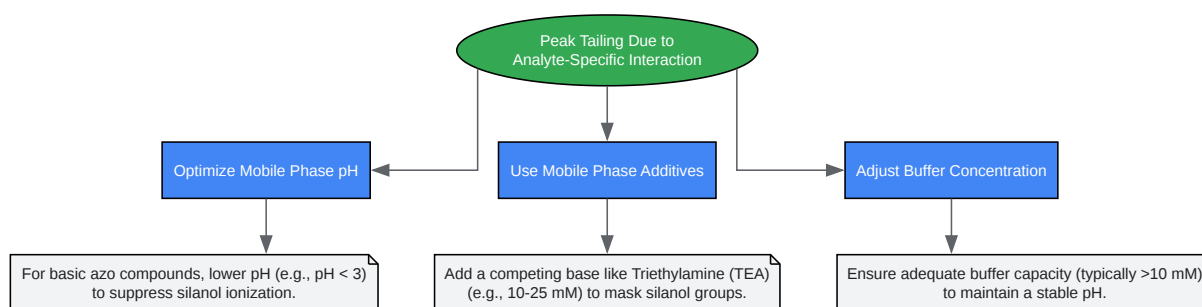 Peak Tailing Due to
Analyte-Specific Interaction
Optimize Mobile Phase pH
Use Mobile Phase Additives
Adjust Buffer Concentration
For basic azo compounds, lower pH (e.g., pH < 3)
to suppress silanol ionization.
Add a competing base like Triethylamine (TEA)
(e.g., 10-25 mM) to mask silanol groups.
Ensure adequate buffer capacity (typically >10 mM)
to maintain a stable pH.